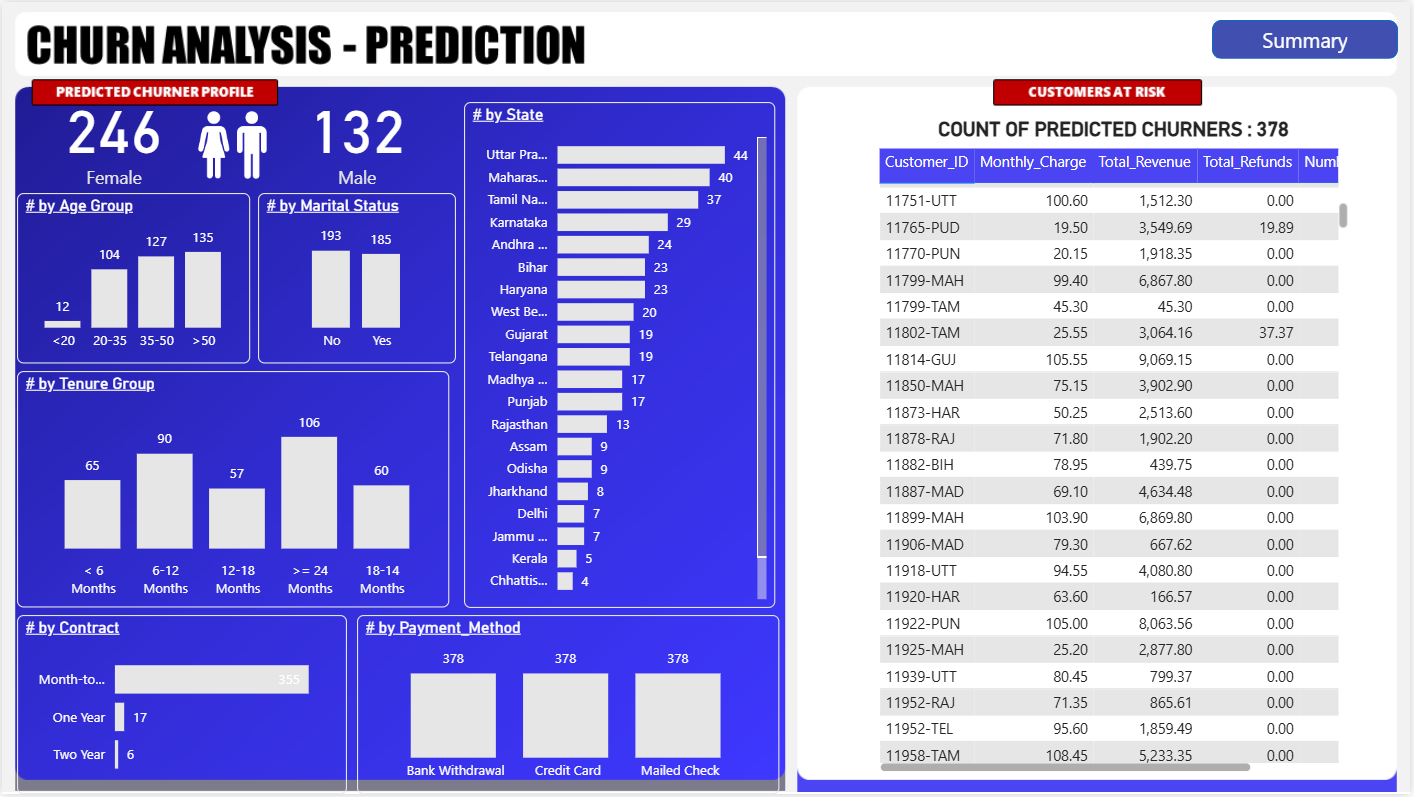 CHURN ANALYSIS - PREDICTION
Summary
PREDICTED CHURNER PROFILE
246
Female
132
Male
# by Age Group
12
104
127
135
<20 20-35 35-50 >50
# by Marital Status
193
185
No Yes
# by Tenure Group
65
90
57
106
60
< 6 Months
6-12 Months
12-18 Months
>= 24 Months
18-14 Months
# by State
Uttar Pra... 44
Maharas... 40
Tamil Na... 37
Karnataka 29
Andhra ... 24
Bihar 23
Haryana 23
West Be... 20
Gujarat 19
Telangana 19
Madhya ... 17
Punjab 17
Rajasthan 13
Assam 9
Odisha 9
Jharkhand 8
Delhi 7
Jammu ... 7
Kerala 5
Chhattis... 4
# by Contract
Month-to... 355
One Year 17
Two Year 6
# by Payment_Method
378 378 378
Bank Withdrawal Credit Card Mailed Check
CUSTOMERS AT RISK
COUNT OF PREDICTED CHURNERS : 378
Customer_ID Monthly_Charge Total_Revenue Total_Refunds
11751-UTT 100.60 1,512.30 0.00
11765-PUD 19.50 3,549.69 19.89
11770-PUN 20.15 1,918.35 0.00
11799-MAH 99.40 6,867.80 0.00
11799-TAM 45.30 45.30 0.00
11802-TAM 25.55 3,064.16 37.37
11814-GUJ 105.55 9,069.15 0.00
11850-MAH 75.15 3,902.90 0.00
11873-HAR 50.25 2,513.60 0.00
11878-RAJ 71.80 1,902.20 0.00
11882-BIH 78.95 439.75 0.00
11887-MAD 69.10 4,634.48 0.00
11899-MAH 103.90 6,869.80 0.00
11906-MAD 79.30 667.62 0.00
11918-UTT 94.55 4,080.80 0.00
11920-HAR 63.60 166.57 0.00
11922-PUN 105.00 8,063.56 0.00
11925-MAH 25.20 2,877.80 0.00
11939-UTT 80.45 799.37 0.00
11952-RAJ 71.35 865.61 0.00
11952-TEL 95.60 1,859.49 0.00
11958-TAM 108.45 5,233.35 0.00